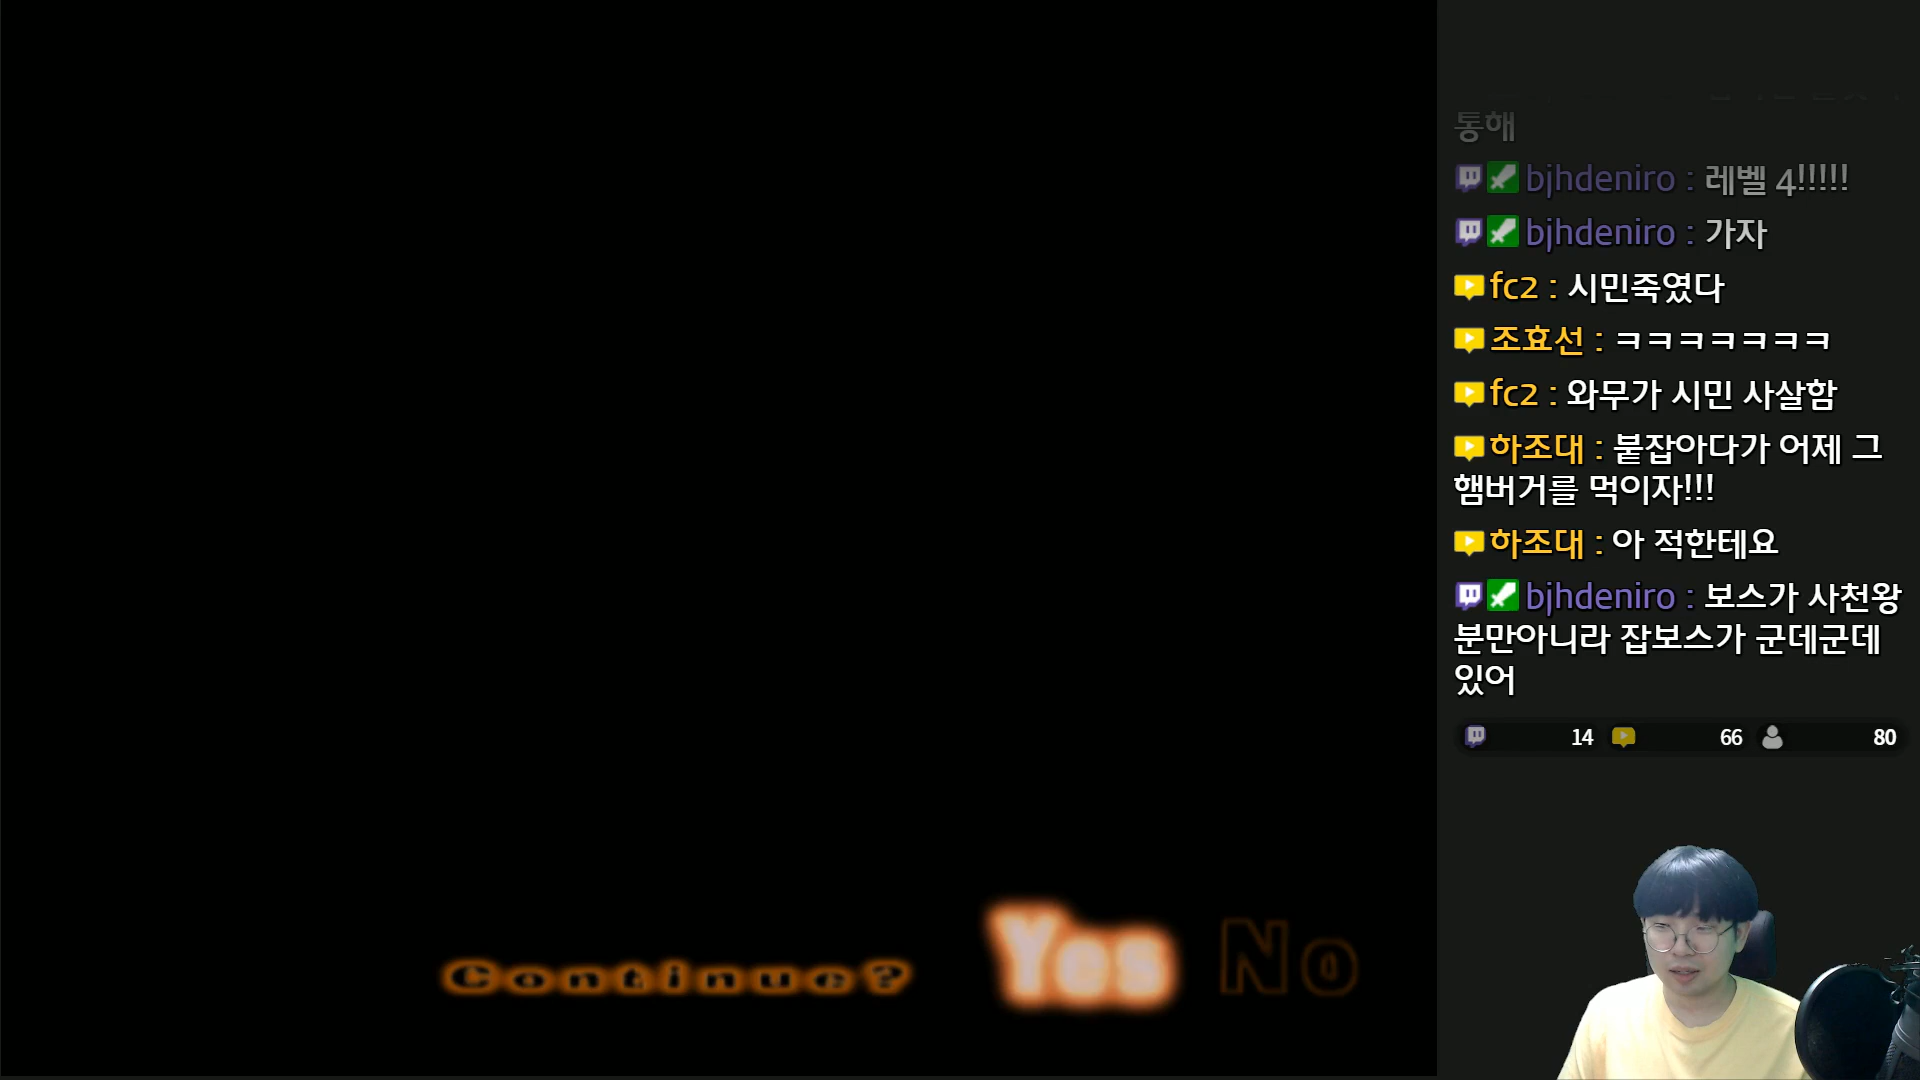 통해
bjhdeniro : 레벨 4!!!!!
bjhdeniro : 가자
fc2 : 시민죽였다
조효선 : ㅋㅋㅋㅋㅋㅋㅋ
fc2 : 와무가 시민 사살함
하조대 : 붙잡아다가 어제 그
햄버거를 먹이자!!!
하조대 : 아 적한테요
bjhdeniro : 보스가 사천왕
분만아니라 잡보스가 군데군데
있어
14 66 80
Continue? Yes No